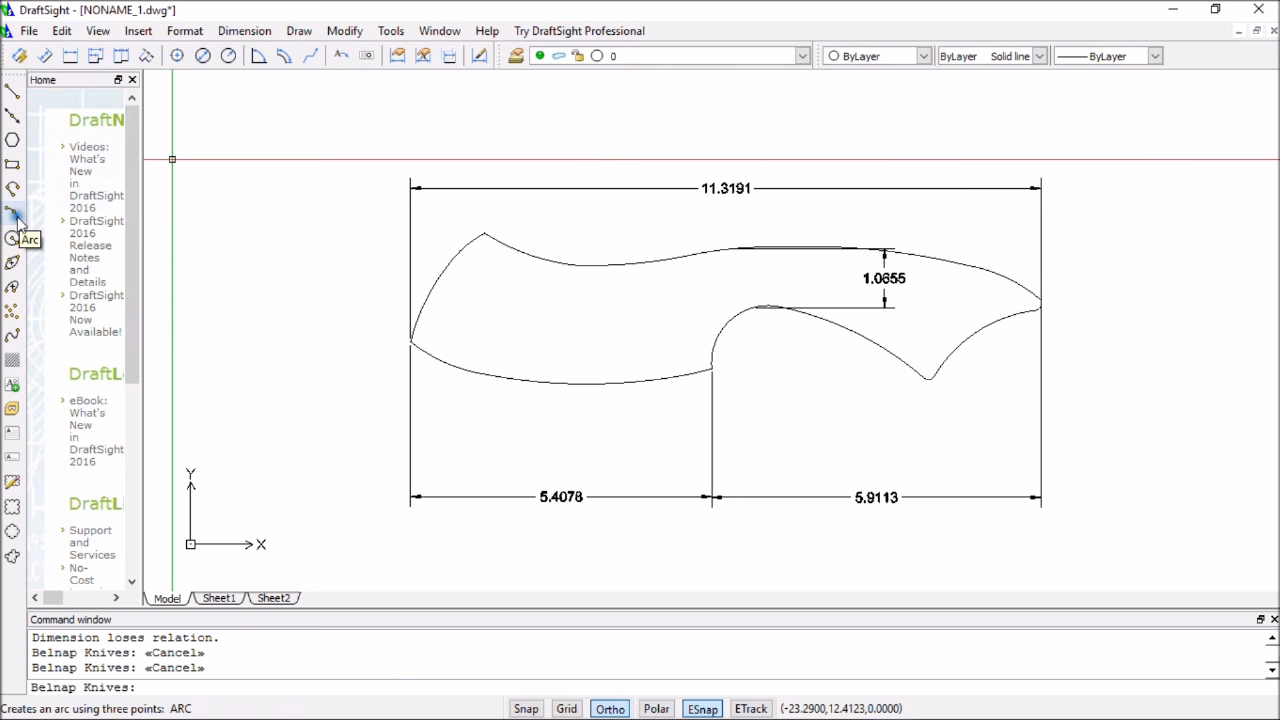 DraftSight - [NONAME_1.dwg*]
File Edit View Insert Format Dimension Draw Modify Tools Window Help Try DraftSight Professional
0 ByLayer ByLayer Solid line ByLayer
Home
DraftN
Videos:
What's
New
in
DraftSight
2016
DraftSight
2016
Release
Notes
and
Details
DraftSight
2016
Now
Available!
DraftL
eBook:
What's
New
in
DraftSight
2016
DraftLi
Support
and
Services
No-
Cost
Arc
11.3191
1.0655
5.4078
5.9113
Y
X
Model Sheet1 Sheet2
Command window
Dimension loses relation.
Belnap Knives: «Cancel»
Belnap Knives: «Cancel»
Belnap Knives:
Creates an arc using three points: ARC
Snap Grid Ortho Polar ESnap ETrack (-23.2900,12.4123,0.0000)